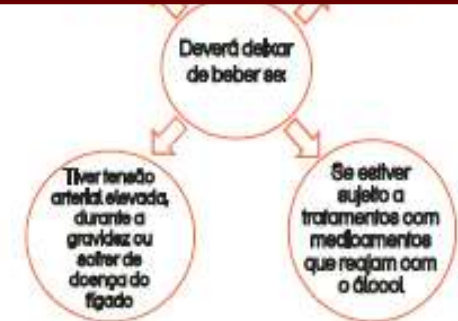 Deverá deixar
de beber se:
Tiver tensão
arterial elevada,
durante a
gravidez ou
sofrer de
doença do
fígado
Se estiver
sujeito a
tratamentos com
medicamentos
que reajam com
o álcool